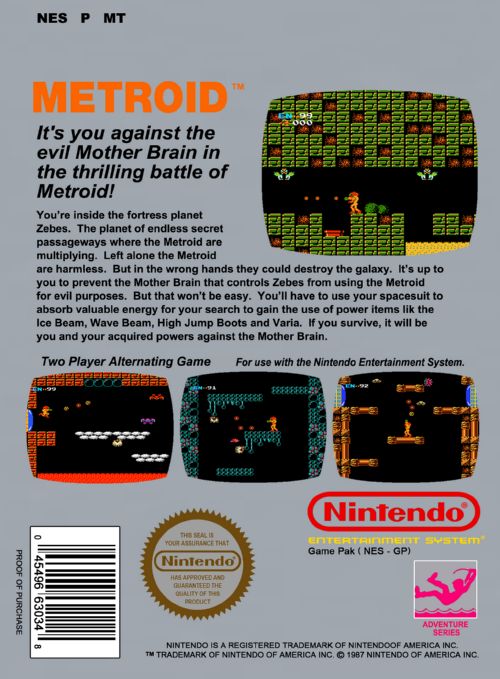 NES P MT
METROID™
It's you against the
evil Mother Brain in
the thrilling battle of
Metroid!
You're inside the fortress planet
Zebes. The planet of endless secret
passageways where the Metroid are
multiplying. Left alone the Metroid
are harmless. But in the wrong hands they could destroy the galaxy. It's up to
you to prevent the Mother Brain that controls Zebes from using the Metroid
for evil purposes. But that won't be easy. You'll have to use your spacesuit to
absorb valuable energy for your search to gain the use of power items lik the
Ice Beam, Wave Beam, High Jump Boots and Varia. If you survive, it will be
you and your acquired powers against the Mother Brain.
EN..99
000
Two Player Alternating Game
For use with the Nintendo Entertainment System.
EN..99
EN..91
EN..92
Nintendo®
ENTERTAINMENT SYSTEM®
Game Pak ( NES - GP)
PROOF OF PURCHASE
0 45496 63034 8
THIS SEAL IS
YOUR ASSURANCE THAT
Nintendo
HAS APPROVED AND
GUARANTEED THE
QUALITY OF THIS
PRODUCT
ADVENTURE
SERIES
NINTENDO IS A REGISTERED TRADEMARK OF NINTENDOOF AMERICA INC.
™ TRADEMARK OF NINTENDO OF AMERICA INC. © 1987 NINTENDO OF AMERICA INC.